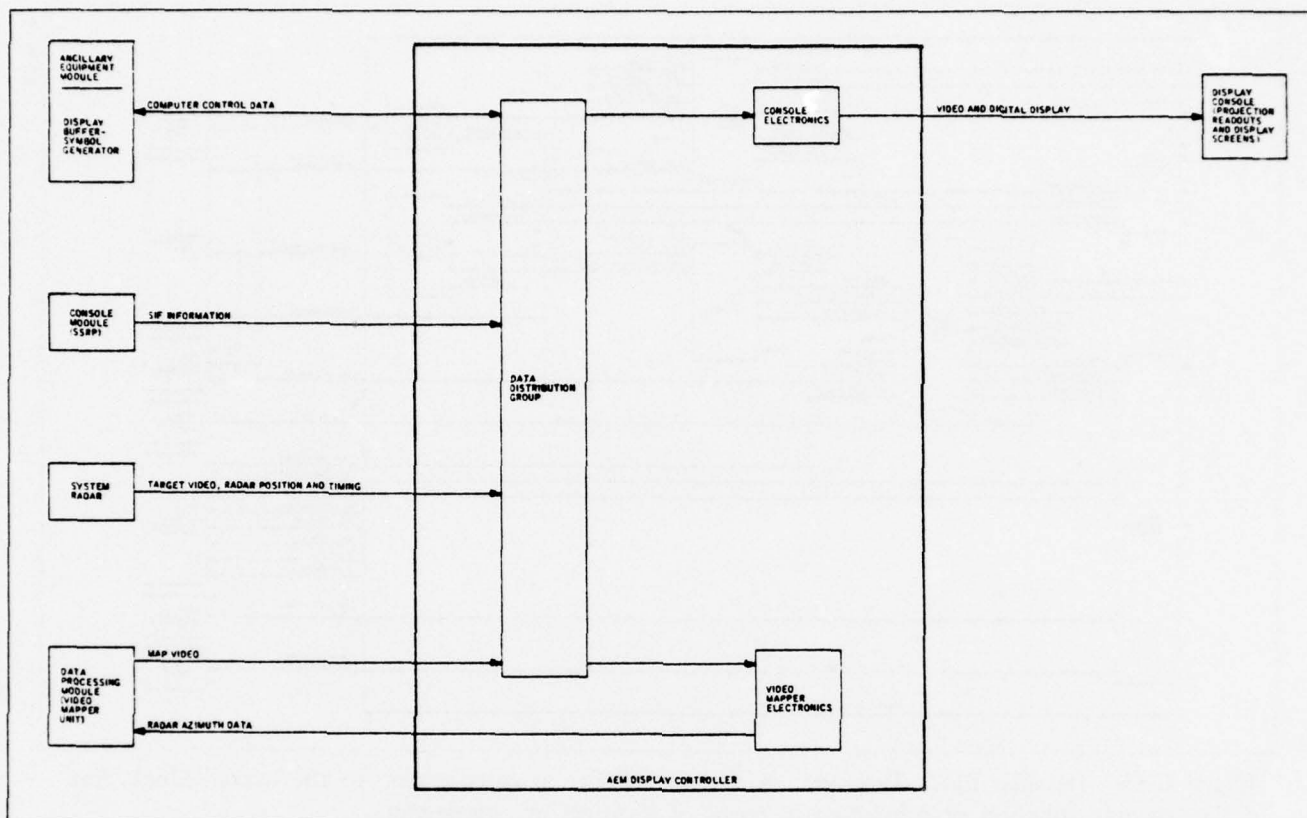 ANCILLARY
EQUIPMENT
MODULE
DISPLAY
BUFFER-
SYMBOL
GENERATOR
COMPUTER CONTROL DATA
CONSOLE
ELECTRONICS
VIDEO AND DIGITAL DISPLAY
DISPLAY
CONSOLE
(PROJECTION
READOUTS
AND DISPLAY
SCREENS)
CONSOLE
MODULE
(SSRP)
SIF INFORMATION
DATA
DISTRIBUTION
GROUP
SYSTEM
RADAR
TARGET VIDEO, RADAR POSITION AND TIMING
DATA
PROCESSING
MODULE
(VIDEO
MAPPER
UNIT)
MAP VIDEO
RADAR AZIMUTH DATA
VIDEO
MAPPER
ELECTRONICS
AEM DISPLAY CONTROLLER